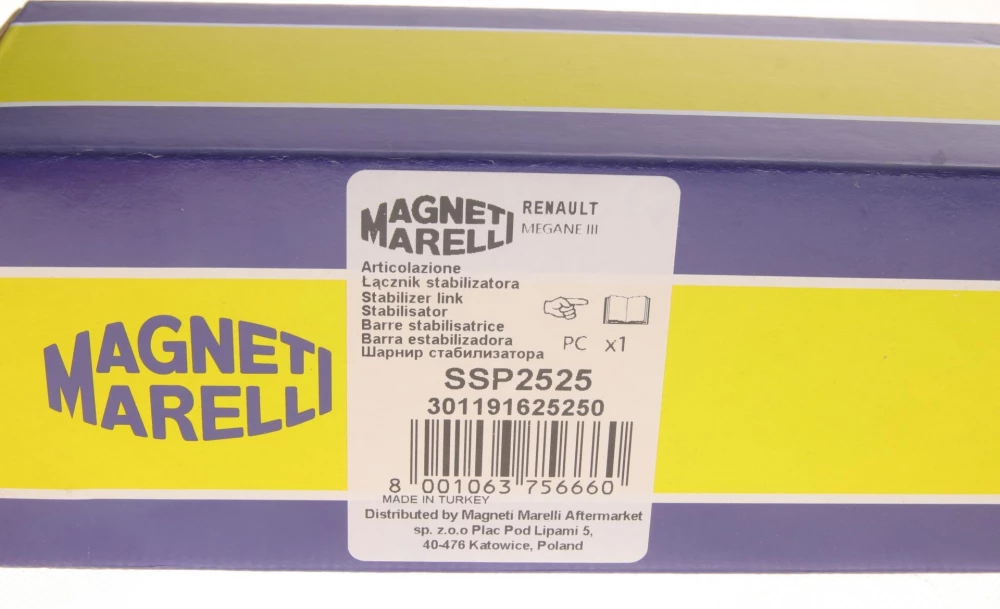 MAGNETI
MARELLI
MAGNETI
MARELLI
RENAULT
MEGANE III
Articolazione
Łącznik stabilizatora
Stabilizer link
Stabilisator
Barre stabilisatrice
Barra estabilizadora
Шарнир стабилизатора
PC x1
SSP2525
301191625250
8 001063 756660
MADE IN TURKEY
Distributed by Magneti Marelli Aftermarket
sp. z.o.o Plac Pod Lipami 5,
40-476 Katowice, Poland